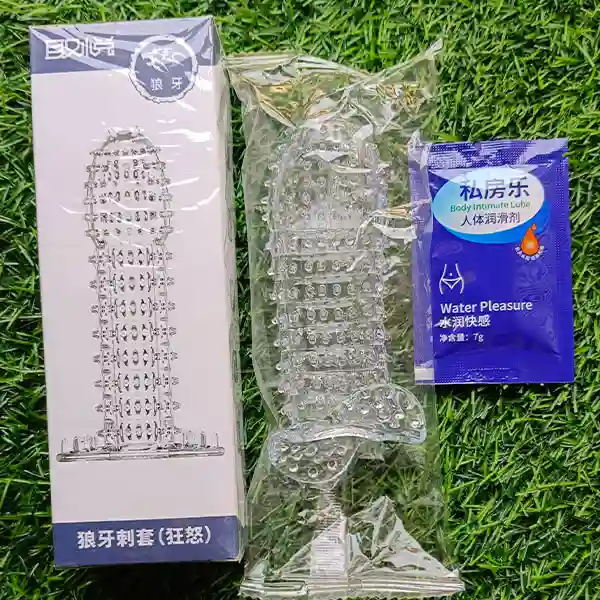 狼牙
狼牙刺套(狂怒)
私房乐
Body Intimate Lube
人体润滑剂
Water Pleasure
水润快感
净含量: 7g